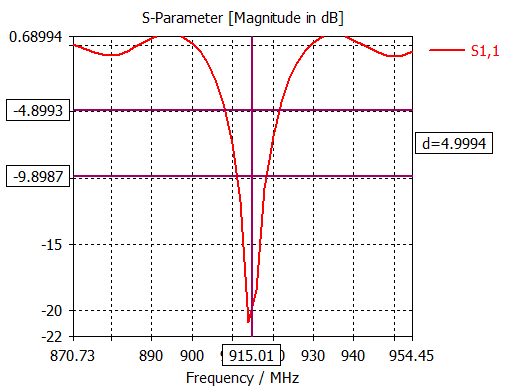 S-Parameter [Magnitude in dB]
0.68994
S1,1
-4.8993
d=4.9994
-9.8987
-15
-20
-22
870.73 890 900 915.01 930 940 954.45
Frequency / MHz